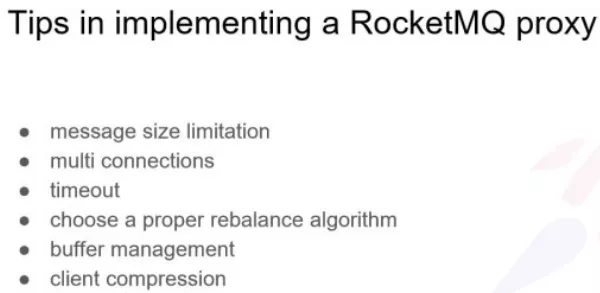 Tips in implementing a RocketMQ proxy
● message size limitation
● multi connections
● timeout
● choose a proper rebalance algorithm
● buffer management
● client compression